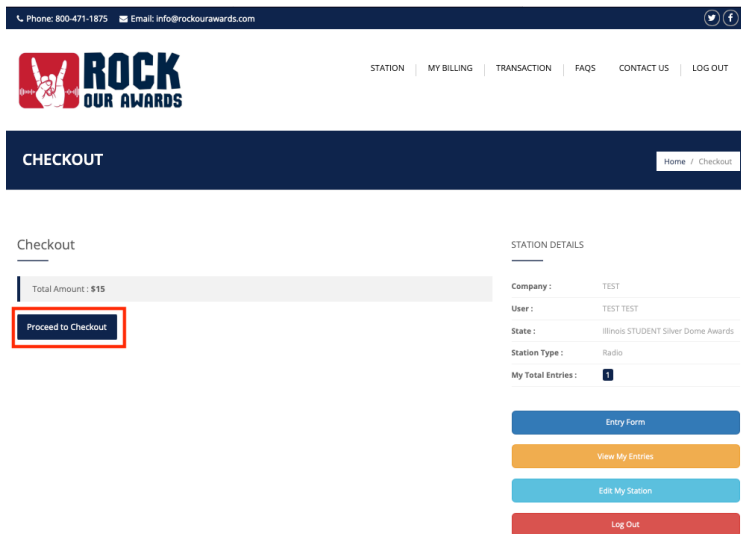 Phone: 800-471-1875 Email: info@rockourawards.com
ROCK
OUR AWARDS
STATION MY BILLING TRANSACTION FAQS CONTACT US LOG OUT
CHECKOUT
Home / Checkout
Checkout
Total Amount : $15
Proceed to Checkout
STATION DETAILS
Company : TEST
User : TEST TEST
State : Illinois STUDENT Silver Dome Awards
Station Type : Radio
My Total Entries : 1
Entry Form
View My Entries
Edit My Station
Log Out